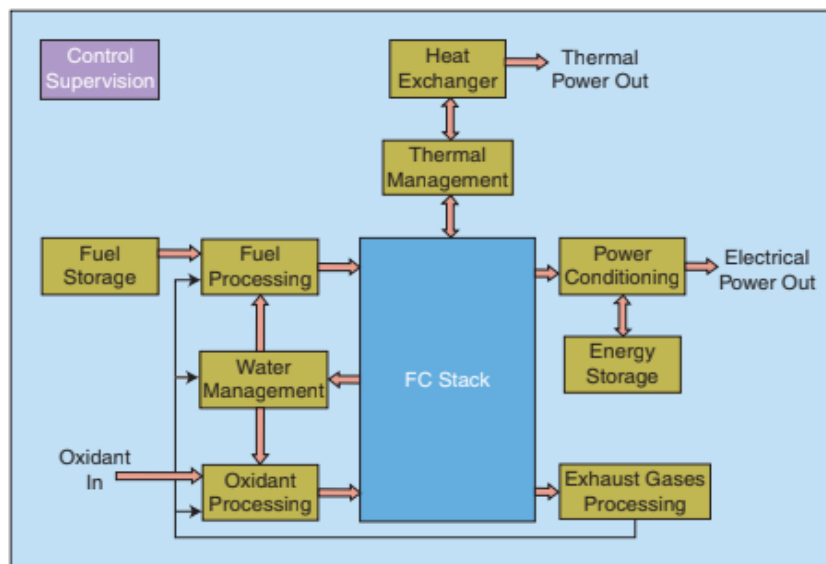 Control
Supervision
Heat
Exchanger
Thermal
Power Out
Thermal
Management
Fuel
Storage
Fuel
Processing
Power
Conditioning
Electrical
Power Out
Water
Management
FC Stack
Energy
Storage
Oxidant
In
Oxidant
Processing
Exhaust Gases
Processing